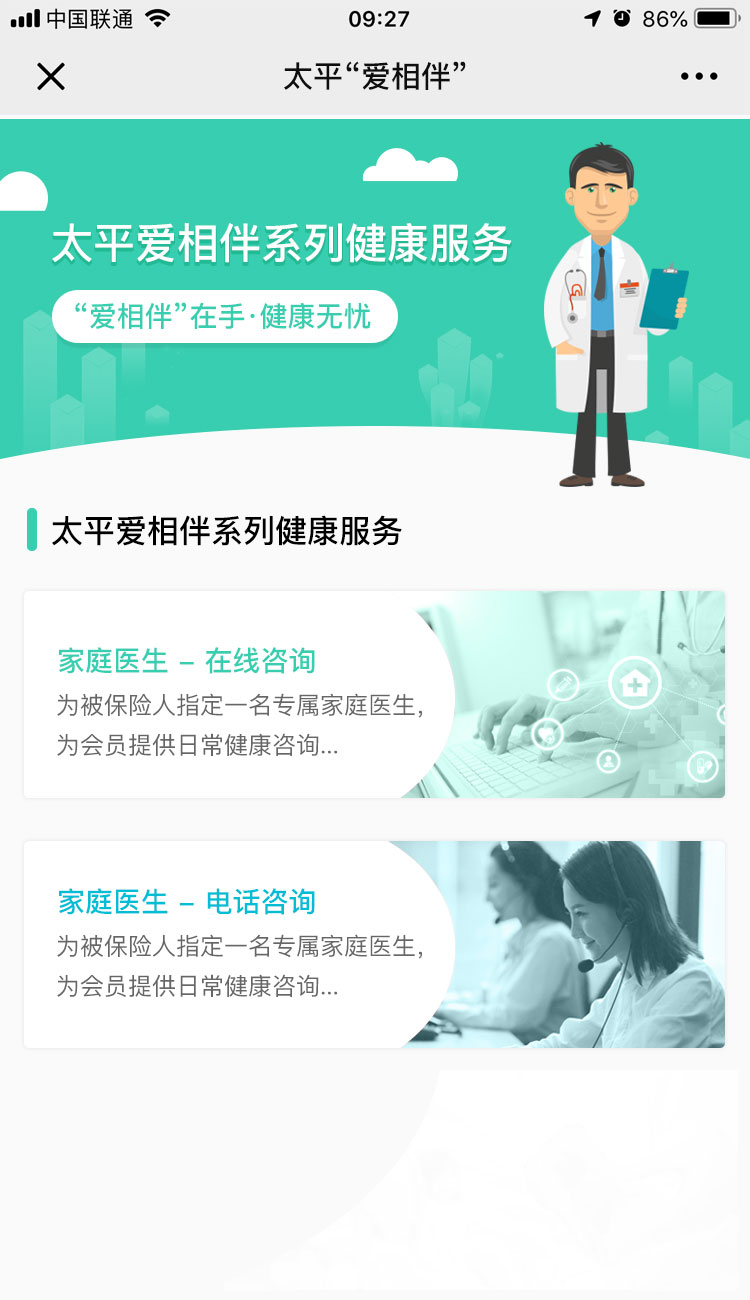 中国联通 09:27 86%
太平“爱相伴”
太平爱相伴系列健康服务
“爱相伴”在手·健康无忧
太平爱相伴系列健康服务
家庭医生 – 在线咨询
为被保险人指定一名专属家庭医生，
为会员提供日常健康咨询...
家庭医生 – 电话咨询
为被保险人指定一名专属家庭医生，
为会员提供日常健康咨询...